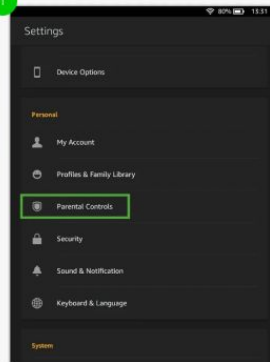 80% 13:31
Settings
Device Options
Personal
My Account
Profiles & Family Library
Parental Controls
Security
Sound & Notification
Keyboard & Language
System